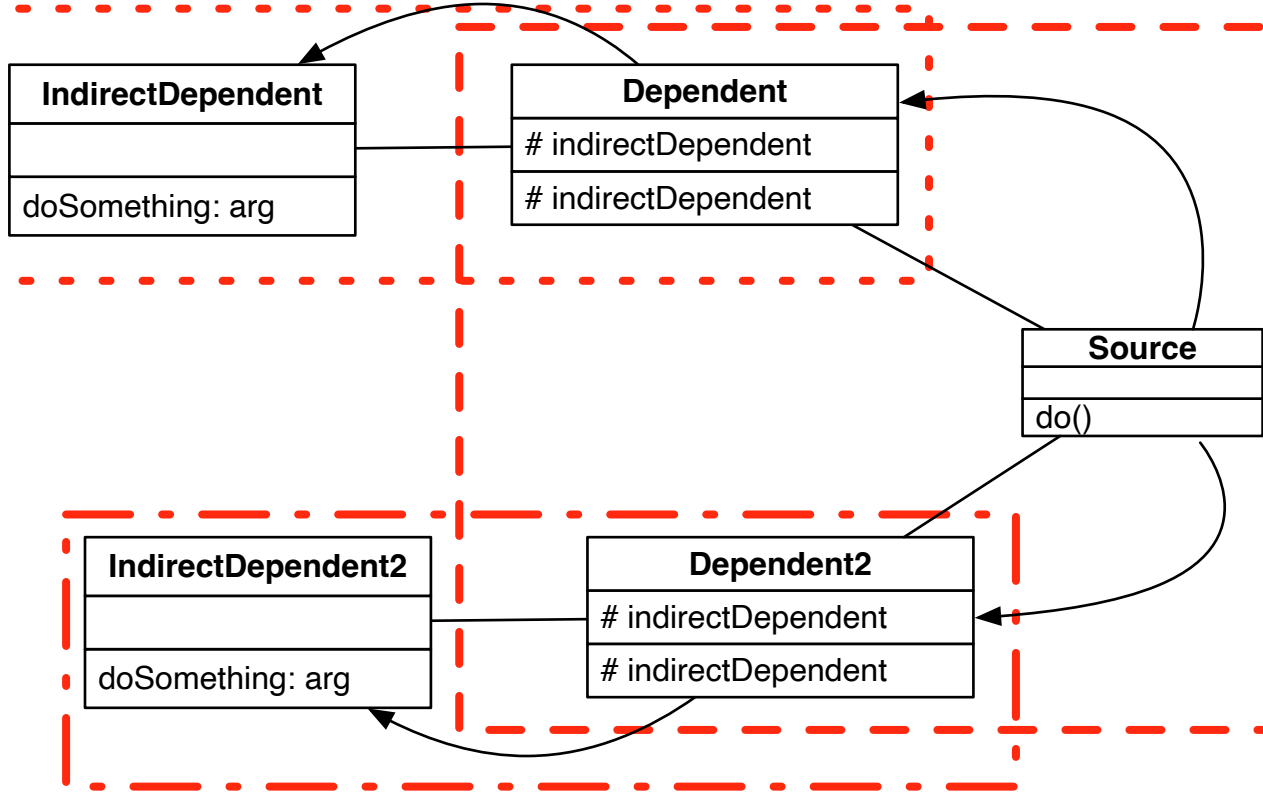 IndirectDependent
doSomething: arg
Dependent
# indirectDependent
# indirectDependent
Source
do()
IndirectDependent2
doSomething: arg
Dependent2
# indirectDependent
# indirectDependent